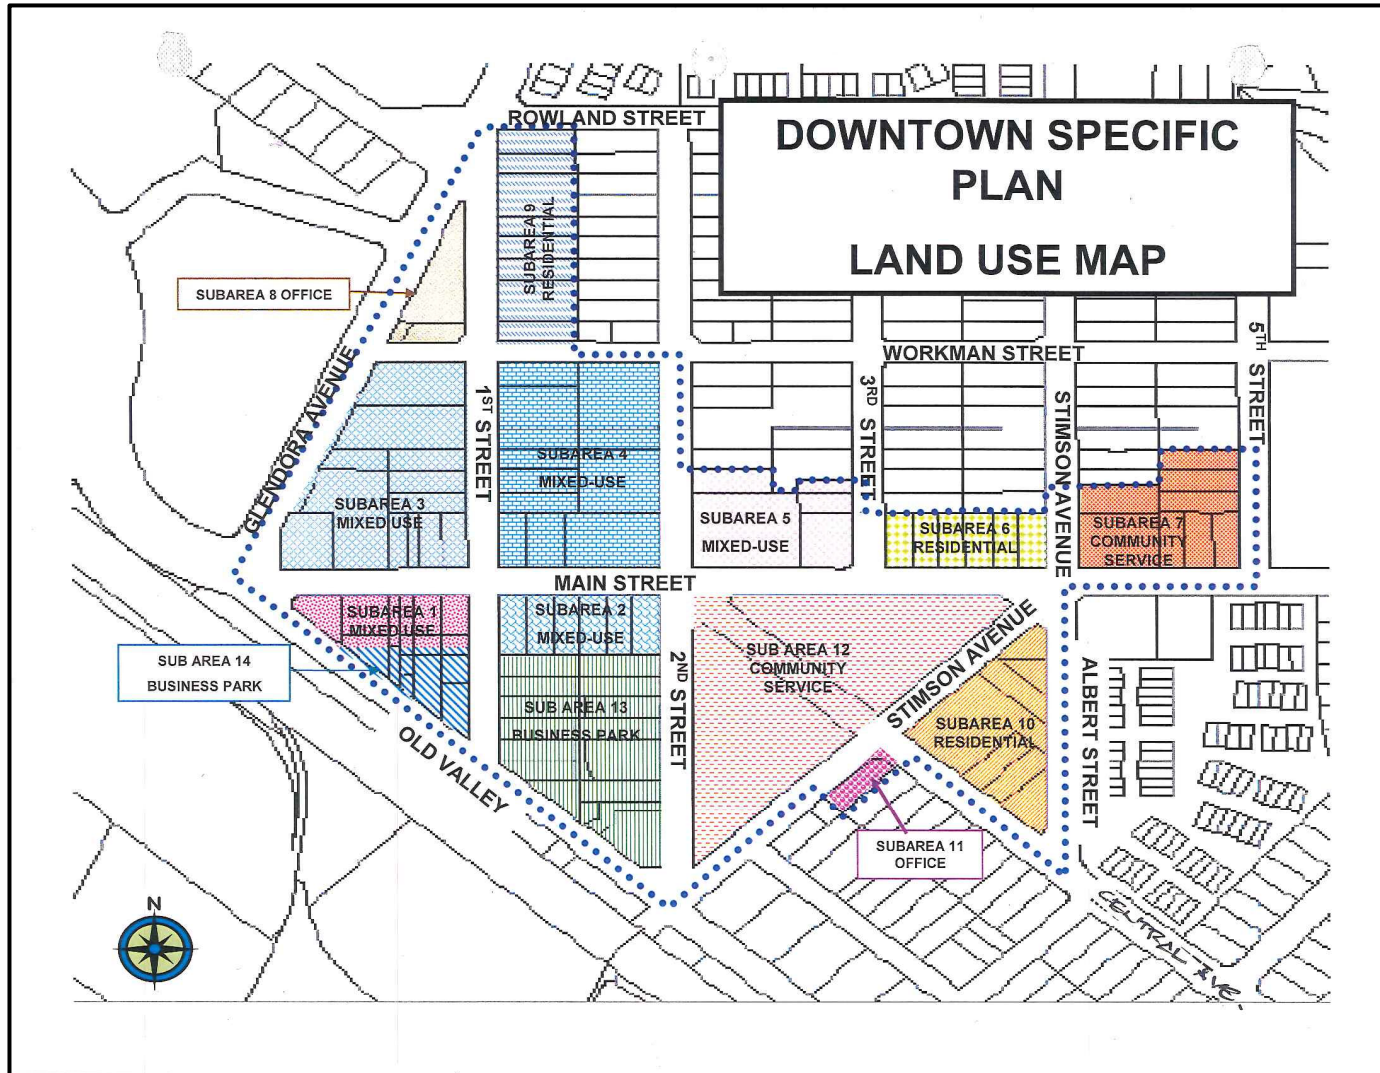 ROWLAND STREET
DOWNTOWN SPECIFIC
PLAN
LAND USE MAP
SUBAREA 9
RESIDENTIAL
SUBAREA 8 OFFICE
GLENDORA AVENUE
1ST STREET
WORKMAN STREET
3RD STREET
STIMSON AVENUE
5TH STREET
SUBAREA 3
MIXED USE
SUBAREA 4
MIXED-USE
SUBAREA 5
MIXED-USE
SUBAREA 6
RESIDENTIAL
SUBAREA 7
COMMUNITY
SERVICE
MAIN STREET
SUBAREA 1
MIXED-USE
SUBAREA 2
MIXED-USE
SUB AREA 14
BUSINESS PARK
SUB AREA 12
COMMUNITY
SERVICE
2ND STREET
STIMSON AVENUE
SUBAREA 10
RESIDENTIAL
ALBERT STREET
SUB AREA 13
BUSINESS PARK
OLD VALLEY
SUBAREA 11
OFFICE
CENTRAL AVE.
N